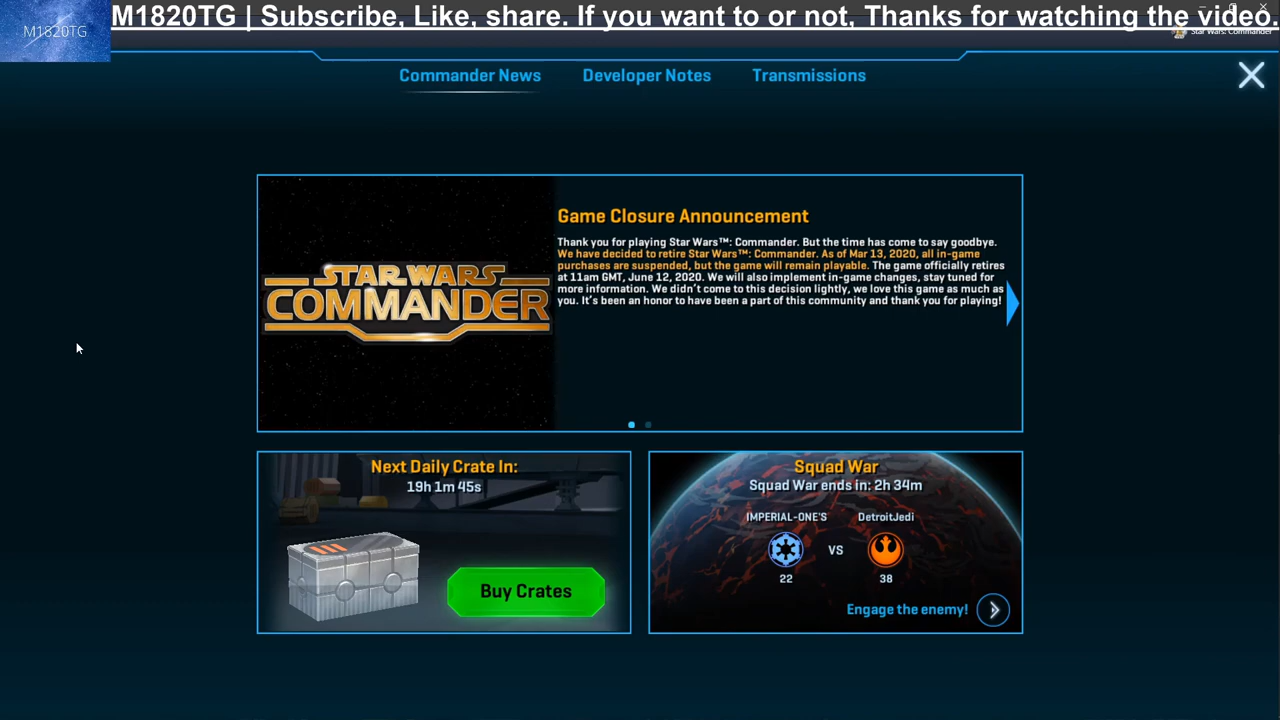 M1820TG
M1820TG | Subscribe, Like, share. If you want to or not, Thanks for watching the video.
Star Wars: Commander
Commander News
Developer Notes
Transmissions
STAR WARS
COMMANDER
Game Closure Announcement
Thank you for playing Star Wars™: Commander. But the time has come to say goodbye.
We have decided to retire Star Wars™: Commander. As of Mar 13, 2020, all in-game
purchases are suspended, but the game will remain playable. The game officially retires
at 11am GMT, June 12, 2020. We will also implement in-game changes, stay tuned for
more information. We didn't come to this decision lightly, we love this game as much as
you. It's been an honor to have been a part of this community and thank you for playing!
Next Daily Crate In:
19h 1m 45s
Buy Crates
Squad War
Squad War ends in: 2h 34m
IMPERIAL-ONE'S
DetroitJedi
VS
22
38
Engage the enemy!